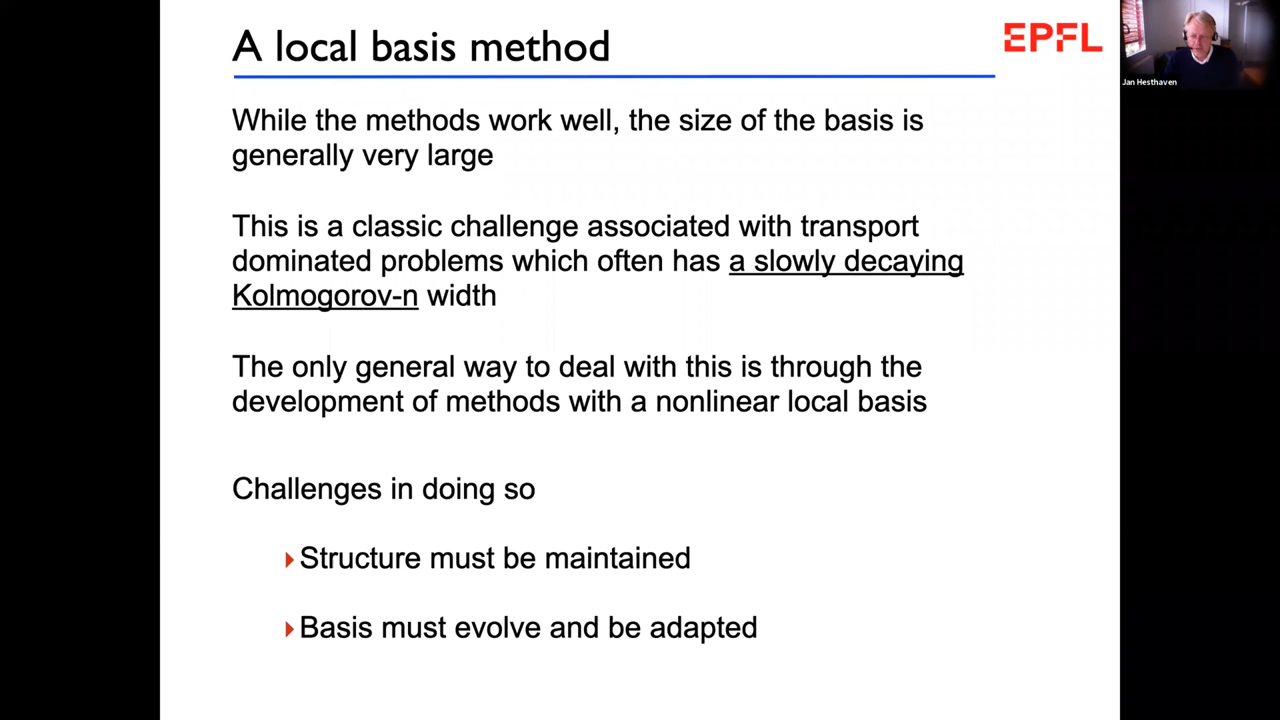 A local basis method
EPFL
Jan Hesthaven
While the methods work well, the size of the basis is
generally very large
This is a classic challenge associated with transport
dominated problems which often has a slowly decaying
Kolmogorov-n width
The only general way to deal with this is through the
development of methods with a nonlinear local basis
Challenges in doing so
Structure must be maintained
Basis must evolve and be adapted